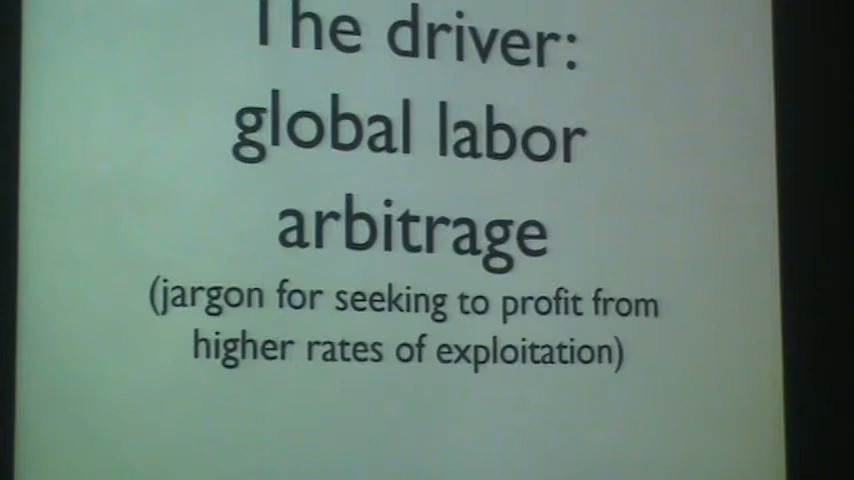 The driver:
global labor
arbitrage
(jargon for seeking to profit from
higher rates of exploitation)